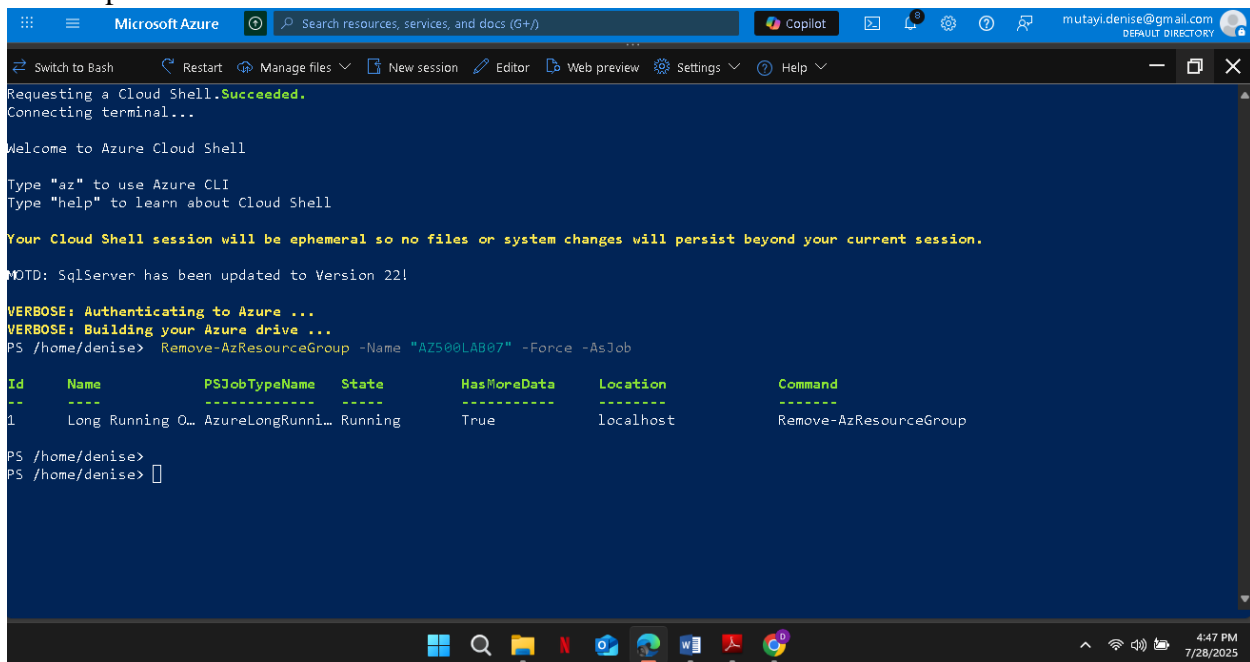 Microsoft Azure
Search resources, services, and docs (G+/)
Copilot
8
mutayi.denise@gmail.com
DEFAULT DIRECTORY
Switch to Bash Restart Manage files New session Editor Web preview Settings Help
Requesting a Cloud Shell.Succeeded.
Connecting terminal...
Welcome to Azure Cloud Shell
Type "az" to use Azure CLI
Type "help" to learn about Cloud Shell
Your Cloud Shell session will be ephemeral so no files or system changes will persist beyond your current session.
MOTD: SqlServer has been updated to Version 22!
VERBOSE: Authenticating to Azure ...
VERBOSE: Building your Azure drive ...
PS /home/denise> Remove-AzResourceGroup -Name "AZ500LAB07" -Force -AsJob
Id Name PSJobTypeName State HasMoreData Location Command
-- ---- ------------- ----- ----------- -------- -------
1 Long Running O… AzureLongRunni… Running True localhost Remove-AzResourceGroup
PS /home/denise>
PS /home/denise>
4:47 PM
7/28/2025